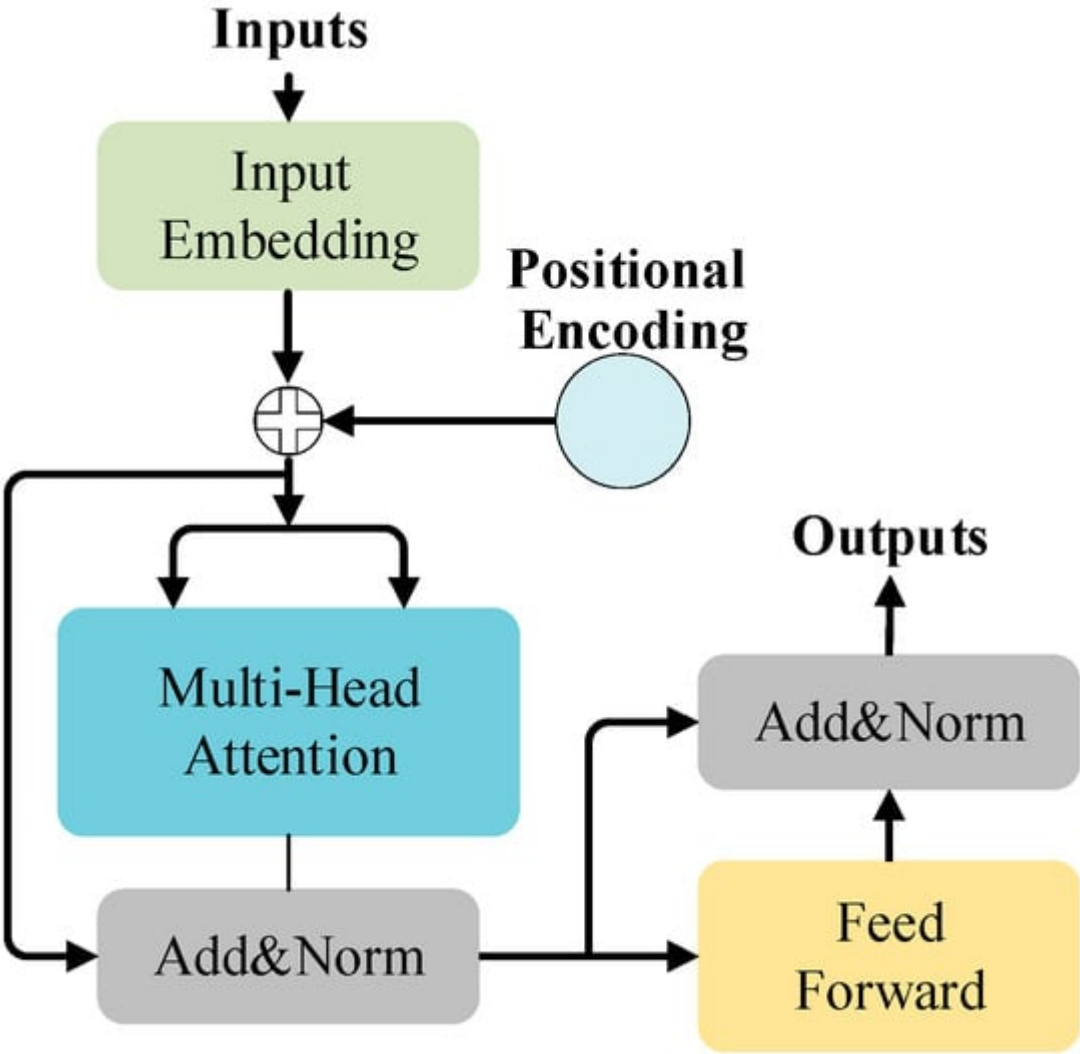 Inputs
Input
Embedding
Positional
Encoding
Multi-Head
Attention
Add&Norm
Feed
Forward
Add&Norm
Outputs